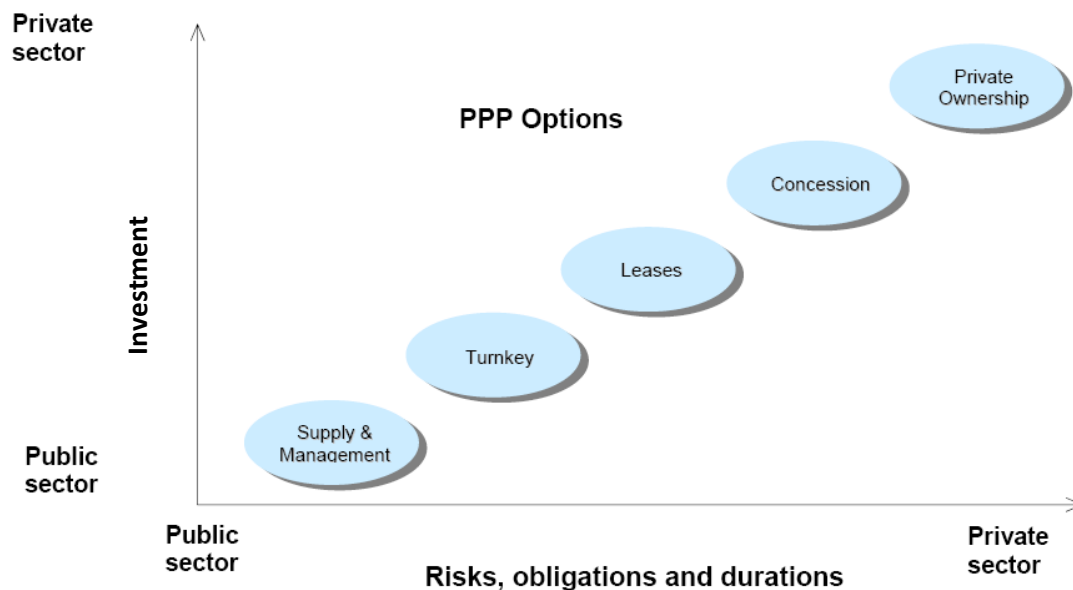 Private
sector
PPP Options
Private
Ownership
Concession
Leases
Turnkey
Supply &
Management
Investment
Public
sector
Public
sector
Private
sector
Risks, obligations and durations